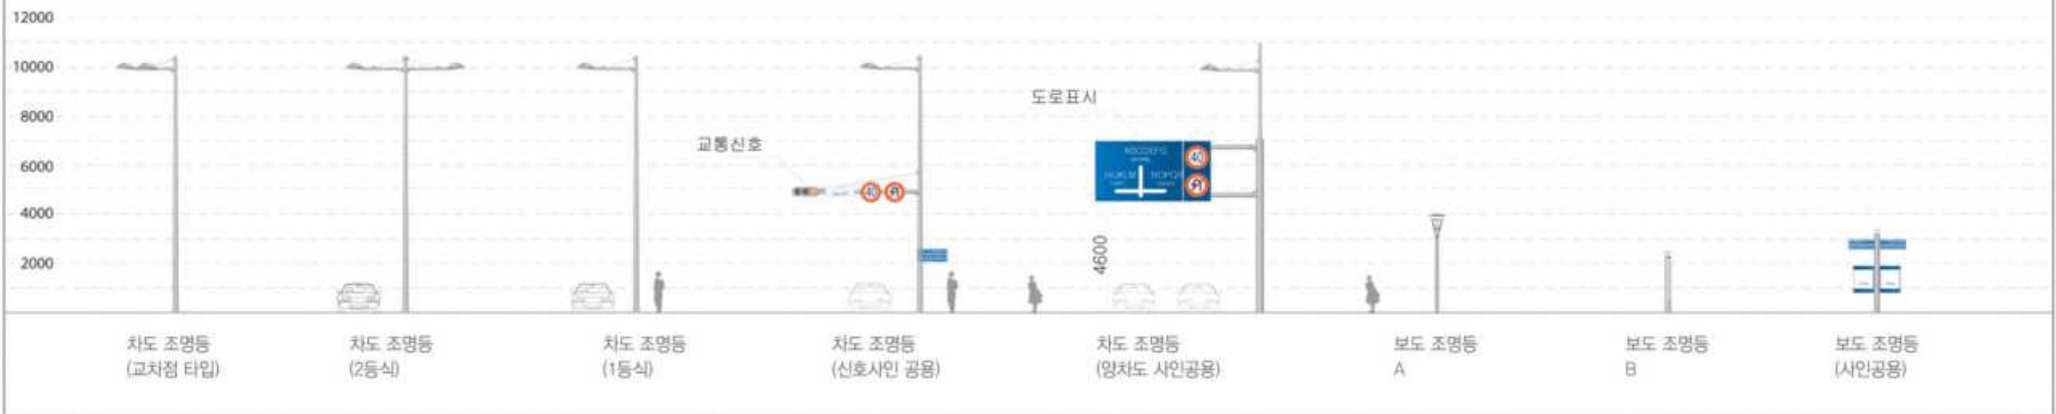 12000
10000
8000
6000
4000
2000
교통신호
40
도로표시
ABCDEFG
HIJKLM
NOPQR
40
4600
차도 조명등
(교차점 타입)
차도 조명등
(2등식)
차도 조명등
(1등식)
차도 조명등
(신호사인 공용)
차도 조명등
(양차도 사인공용)
보도 조명등
A
보도 조명등
B
보도 조명등
(사인공용)